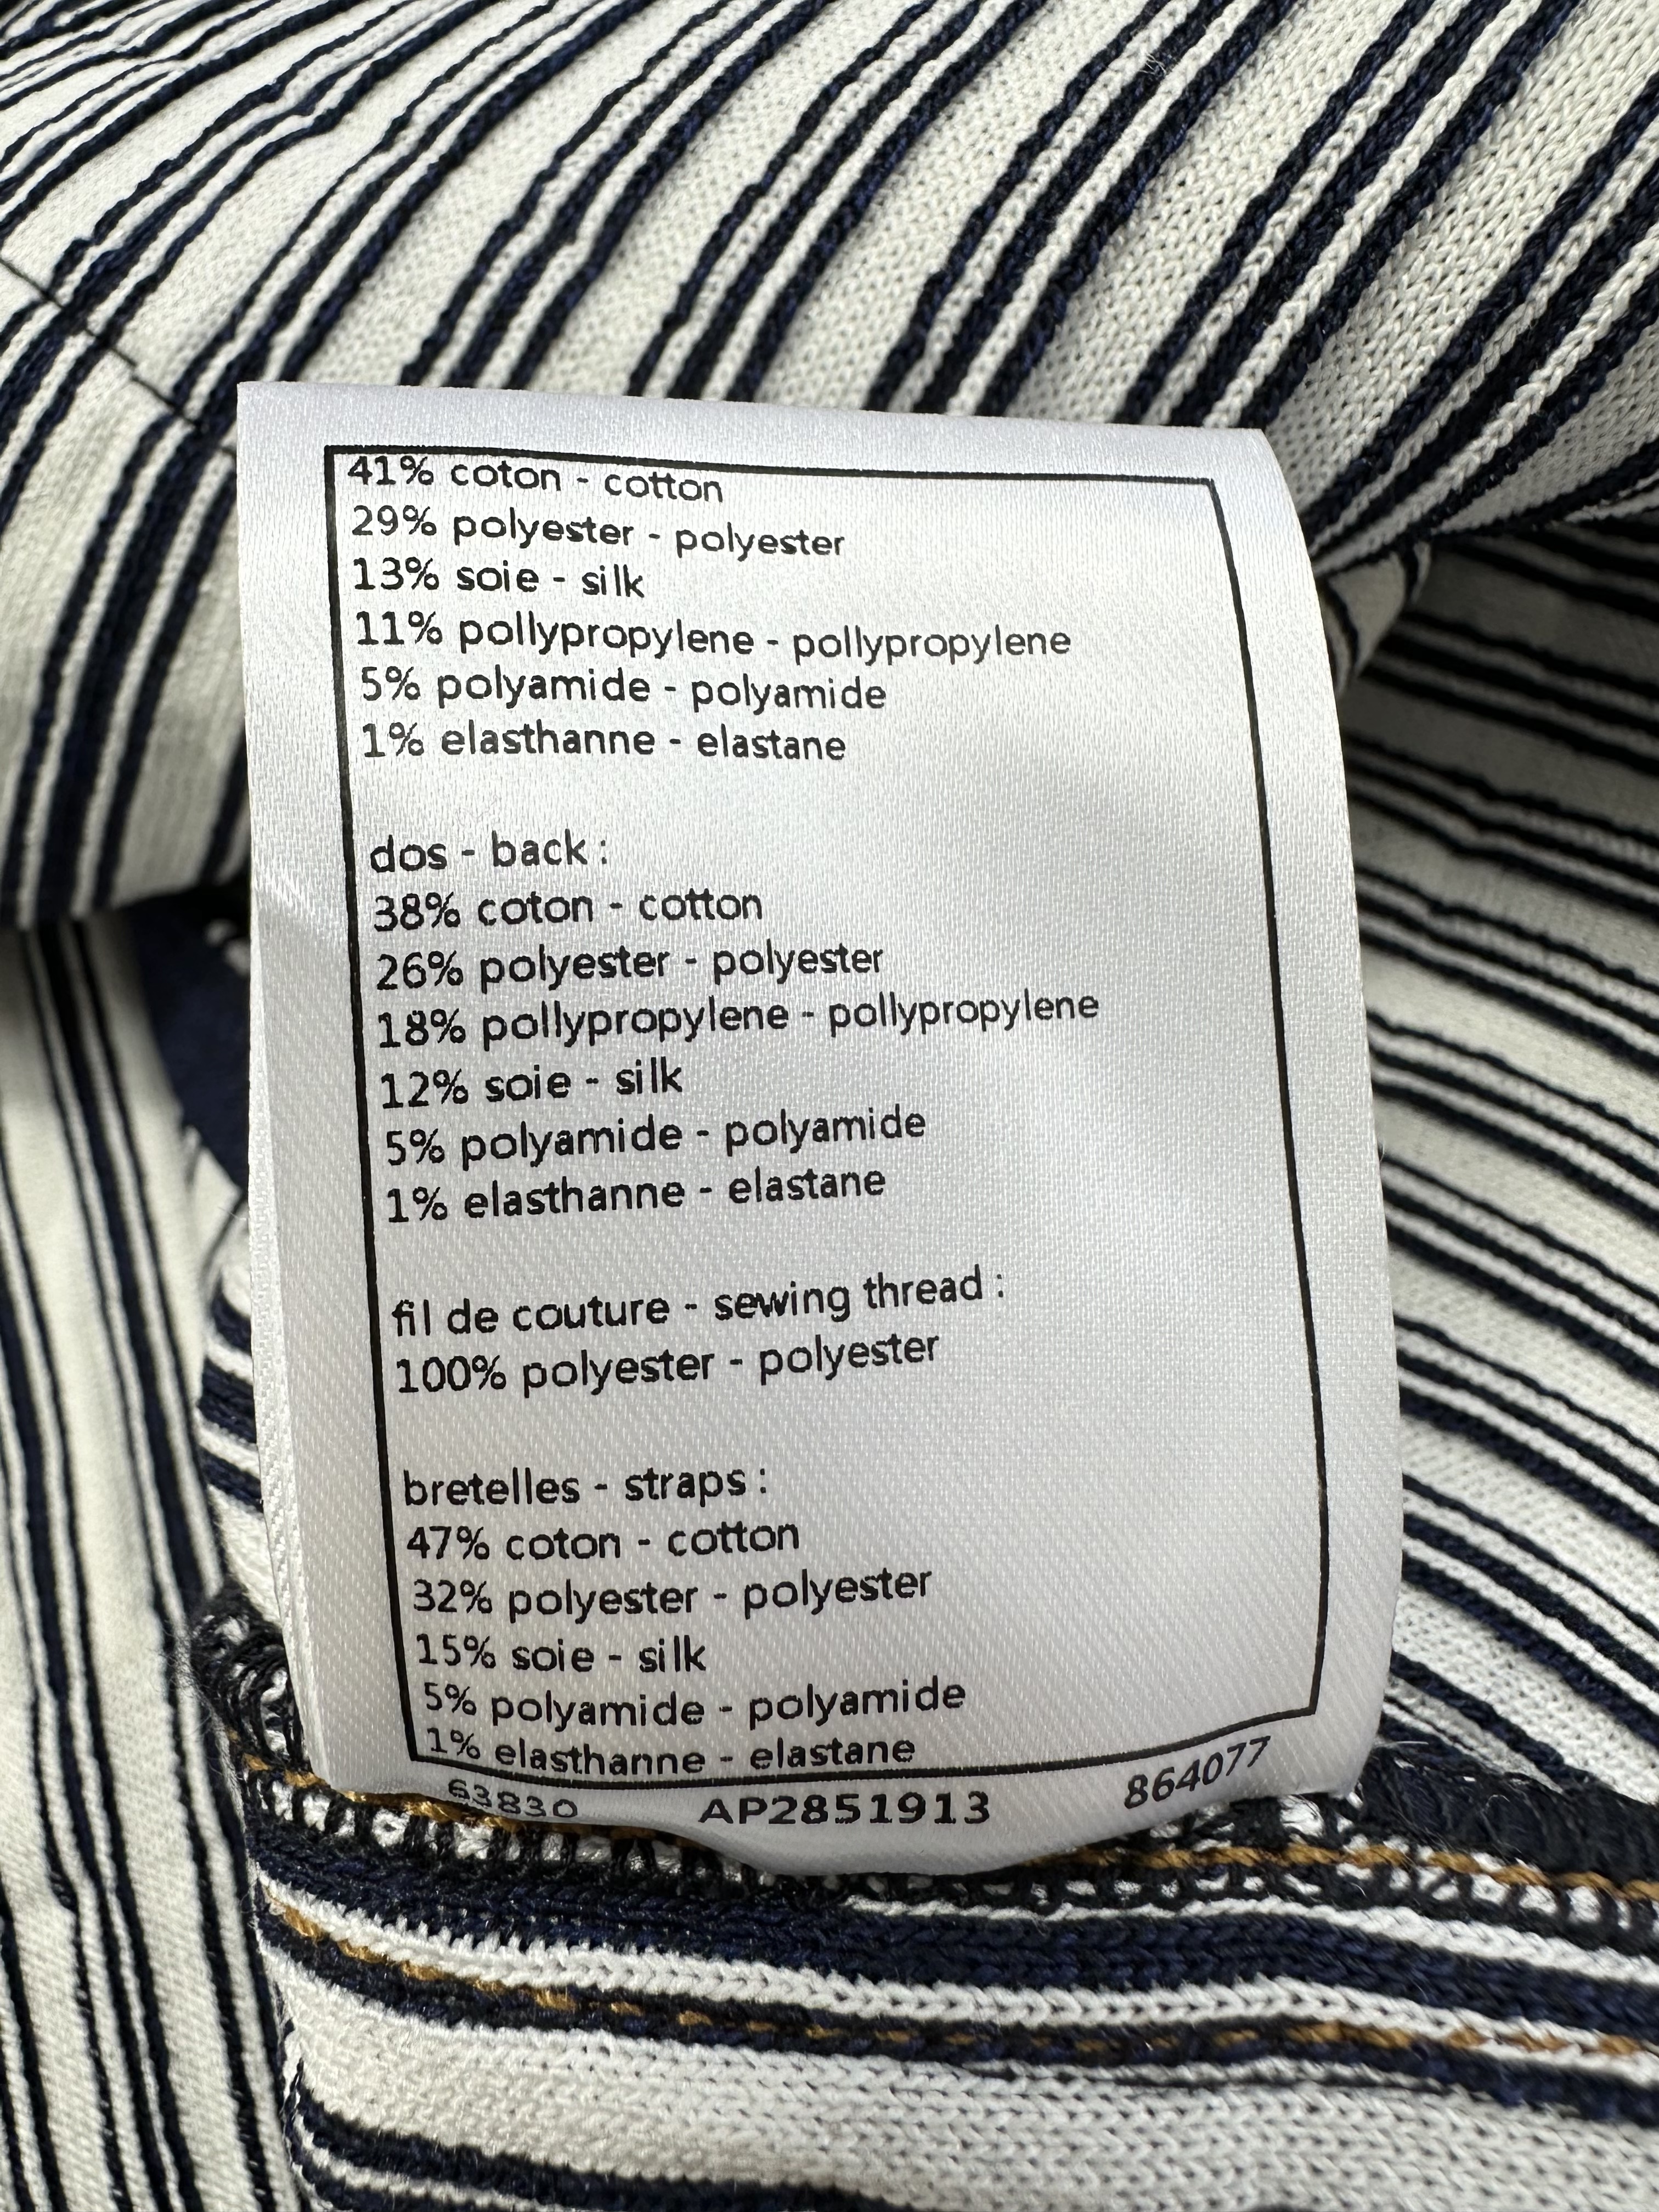 41% coton - cotton
29% polyester - polyester
13% soie - silk
11% pollypropylene - pollypropylene
5% polyamide - polyamide
1% elasthanne - elastane
dos - back :
38% coton - cotton
26% polyester - polyester
18% pollypropylene - pollypropylene
12% soie - silk
5% polyamide - polyamide
1% elasthanne - elastane
fil de couture - sewing thread :
100% polyester - polyester
bretelles - straps :
47% coton - cotton
32% polyester - polyester
15% soie - silk
5% polyamide - polyamide
1% elasthanne - elastane
63830 AP2851913 864077